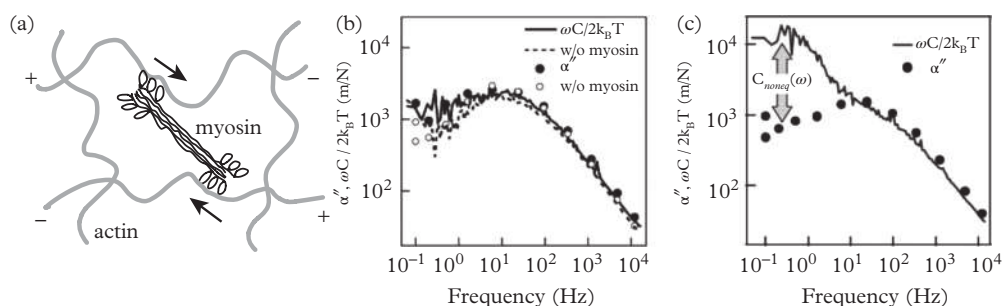 (a)
+
−
myosin
−
+
actin
(b)
ωC/2k_BT
w/o myosin
α″
w/o myosin
α″, ωC / 2k_BT (m/N)
10⁴
10³
10²
10⁻¹ 10⁰ 10¹ 10² 10³ 10⁴
Frequency (Hz)
(c)
ωC/2k_BT
α″
C_noneq(ω)
α″, ωC / 2k_BT (m/N)
10⁴
10³
10²
10⁻¹ 10⁰ 10¹ 10² 10³ 10⁴
Frequency (Hz)